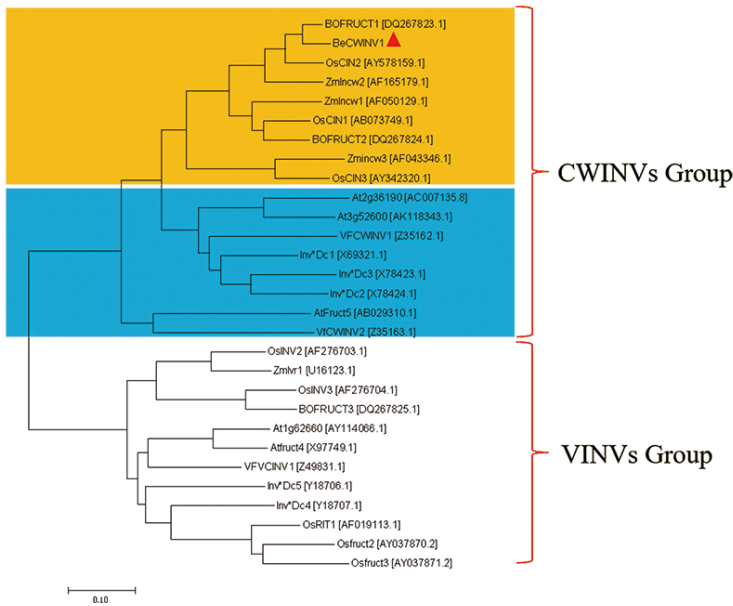 BOFRUCT1 [DQ267823.1]
BeCWINV1
OsCIN2 [AY578159.1]
ZmIncw2 [AF165179.1]
ZmIncw1 [AF050129.1]
OsCIN1 [AB073749.1]
BOFRUCT2 [DQ267824.1]
Zmincw3 [AF043346.1]
OsCIN3 [AY342320.1]
CWINVs Group
At2g36190 [AC007135.8]
At3g52600 [AK118343.1]
VFCWINV1 [Z35162.1]
Inv*Dc1 [X69321.1]
Inv*Dc3 [X78423.1]
Inv*Dc2 [X78424.1]
AtFruct5 [AB029310.1]
VfCWINV2 [Z35163.1]
OsINV2 [AF276703.1]
ZmIvr1 [U16123.1]
OsINV3 [AF276704.1]
BOFRUCT3 [DQ267825.1]
At1g62660 [AY114066.1]
Atfruct4 [X97749.1]
VINVs Group
VFVCINV1 [Z49831.1]
Inv*Dc5 [Y18706.1]
Inv*Dc4 [Y18707.1]
OsRIT1 [AF019113.1]
Osfruct2 [AY037870.2]
Osfruct3 [AY037871.2]
0.10